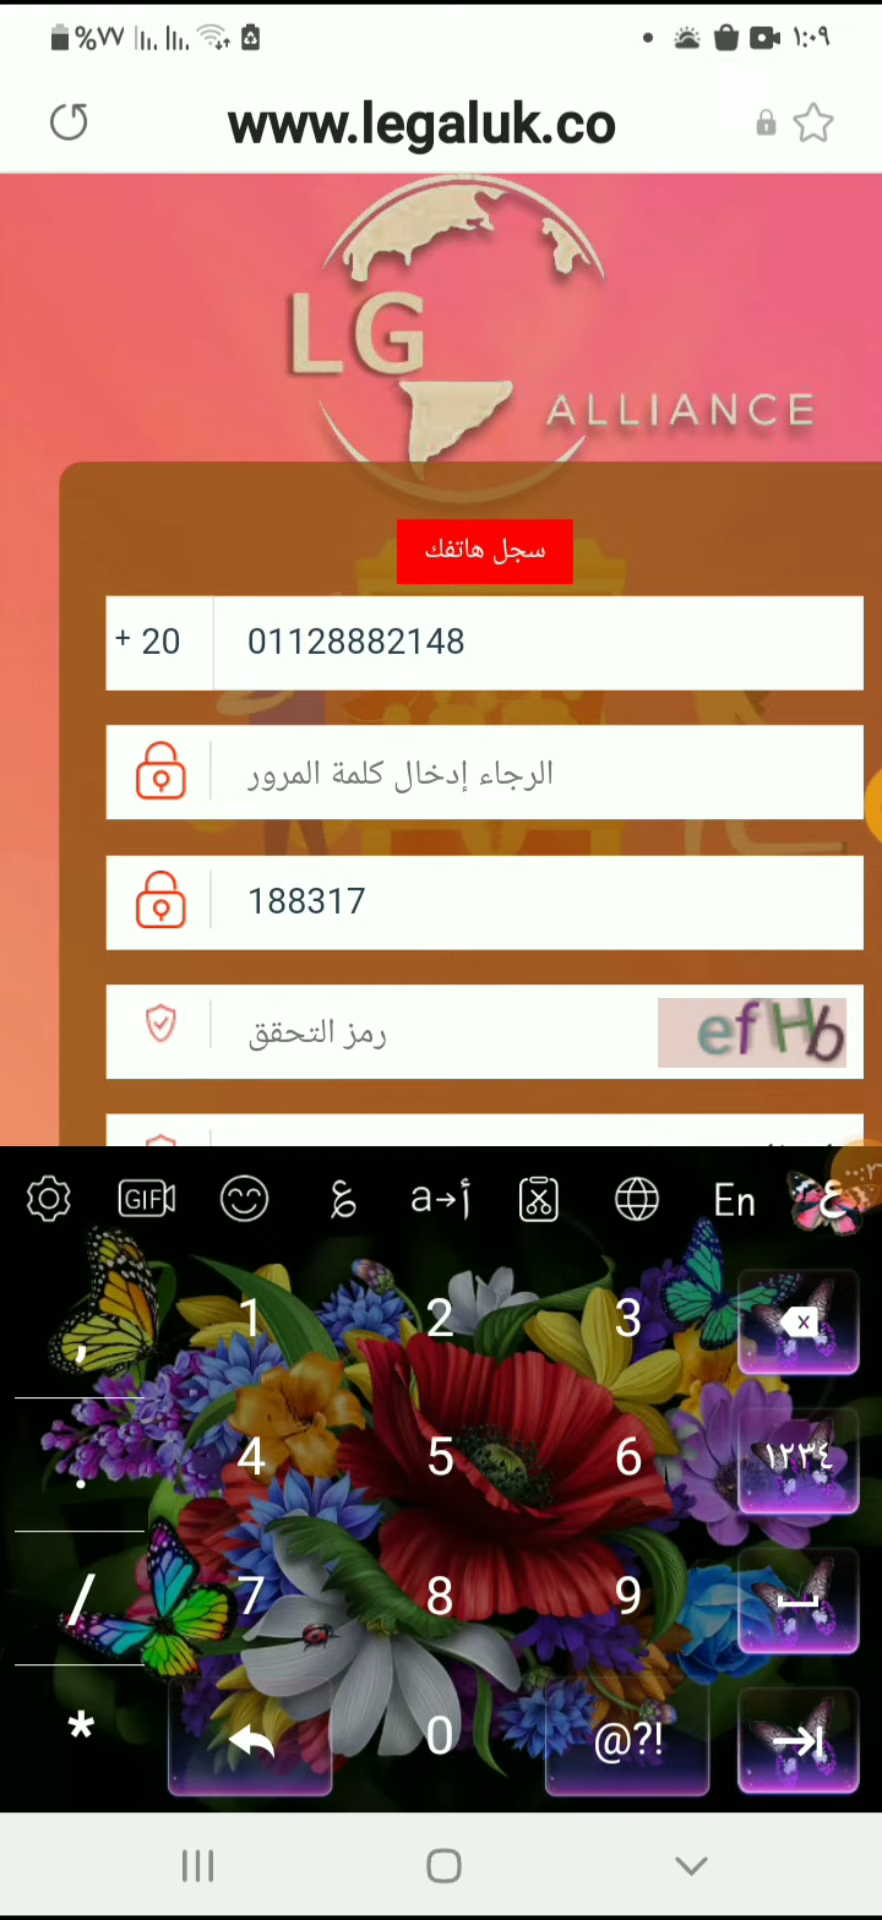 %٧٧ ١:٠٩
www.legaluk.co
LG
ALLIANCE
سجل هاتفك
+ 20 01128882148
الرجاء إدخال كلمة المرور
188317
رمز التحقق efHb
GIF a→أ En ع
, 1 2 3
. 4 5 6 ١٢٣٤
/ 7 8 9
* 0 @?!